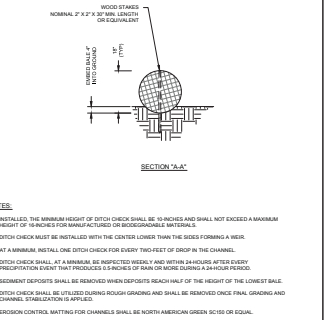 WOOD STAKES
NOMINAL 2" X 2" X 30" MIN. LENGTH
OR EQUIVALENT
EMBED BALE 4"
INTO GROUND
18"
(TYP)
SECTION "A-A"
TES:
INSTALLED, THE MINIMUM HEIGHT OF DITCH CHECK SHALL BE 10-INCHES AND SHALL NOT EXCEED A MAXIMUM
HEIGHT OF 16-INCHES FOR MANUFACTURED OR BIODEGRADABLE MATERIALS.
DITCH CHECK MUST BE INSTALLED WITH THE CENTER LOWER THAN THE SIDES FORMING A WEIR.
AT A MINIMUM, INSTALL ONE DITCH CHECK FOR EVERY TWO-FEET OF DROP IN THE CHANNEL.
DITCH CHECK SHALL, AT A MINIMUM, BE INSPECTED WEEKLY AND WITHIN 24-HOURS AFTER EVERY
PRECIPITATION EVENT THAT PRODUCES 0.5-INCHES OF RAIN OR MORE DURING A 24-HOUR PERIOD.
SEDIMENT DEPOSITS SHALL BE REMOVED WHEN DEPOSITS REACH HALF OF THE HEIGHT OF THE LOWEST BALE.
DITCH CHECK SHALL BE UTILIZED DURING ROUGH GRADING AND SHALL BE REMOVED ONCE FINAL GRADING AND
CHANNEL STABILIZATION IS APPLIED.
EROSION CONTROL MATTING FOR CHANNELS SHALL BE NORTH AMERICAN GREEN SC150 OR EQUAL.